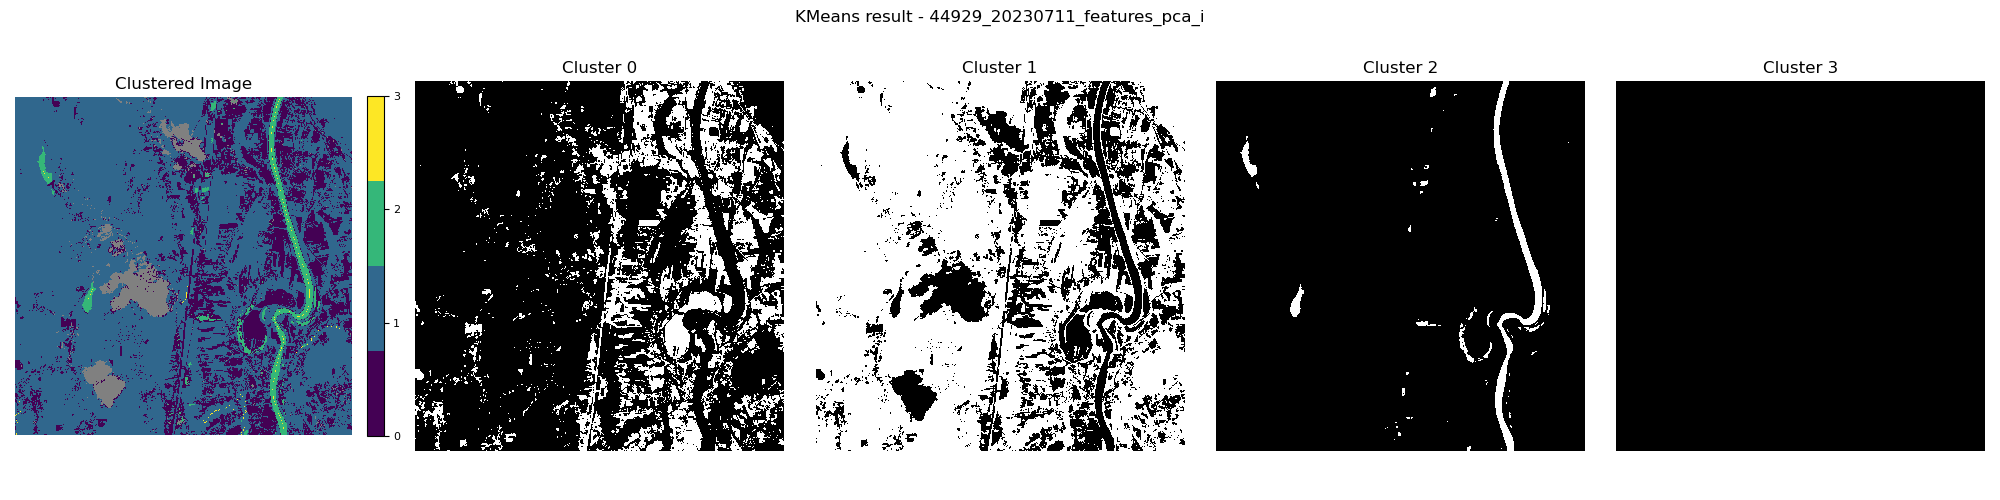 KMeans result - 44929_20230711_features_pca_i
Clustered Image
3
2
1
0
Cluster 0
Cluster 1
Cluster 2
Cluster 3